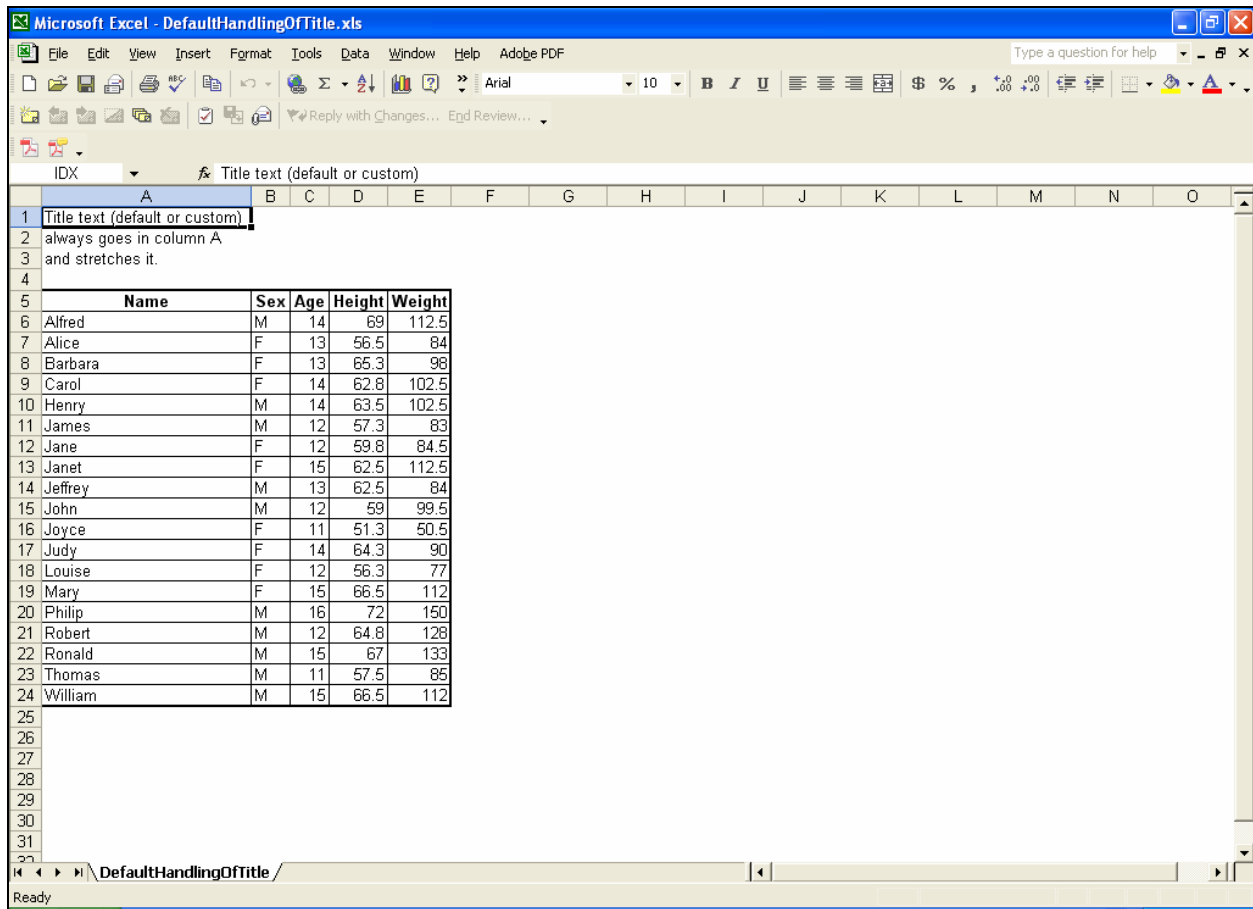 Microsoft Excel - DefaultHandlingOfTitle.xls
File Edit View Insert Format Tools Data Window Help Adobe PDF Type a question for help
Arial 10 B I U $ % ,
Reply with Changes... End Review...
IDX fx Title text (default or custom)
A B C D E F G H I J K L M N O
1 Title text (default or custom)
2 always goes in column A
3 and stretches it.
4
5 Name Sex Age Height Weight
6 Alfred M 14 69 112.5
7 Alice F 13 56.5 84
8 Barbara F 13 65.3 98
9 Carol F 14 62.8 102.5
10 Henry M 14 63.5 102.5
11 James M 12 57.3 83
12 Jane F 12 59.8 84.5
13 Janet F 15 62.5 112.5
14 Jeffrey M 13 62.5 84
15 John M 12 59 99.5
16 Joyce F 11 51.3 50.5
17 Judy F 14 64.3 90
18 Louise F 12 56.3 77
19 Mary F 15 66.5 112
20 Philip M 16 72 150
21 Robert M 12 64.8 128
22 Ronald M 15 67 133
23 Thomas M 11 57.5 85
24 William M 15 66.5 112
25
26
27
28
29
30
31
DefaultHandlingOfTitle
Ready